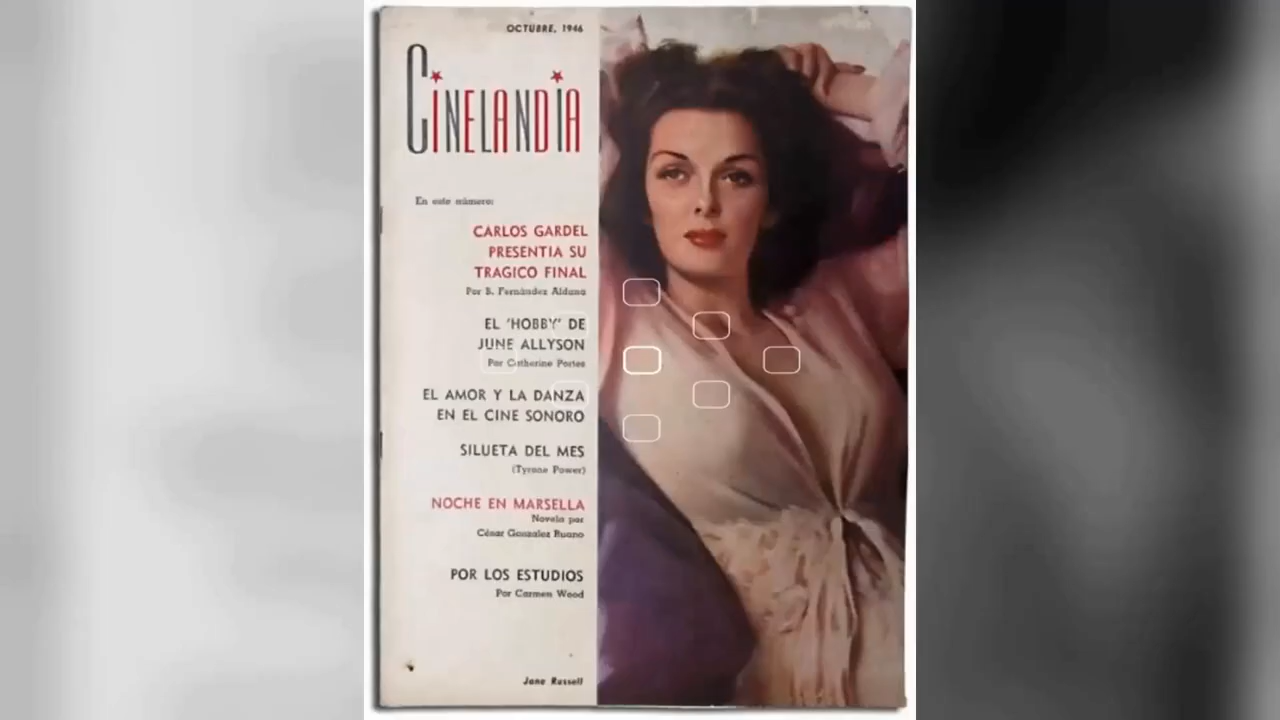 OCTUBRE, 1946
CINELANDIA
En este número:
CARLOS GARDEL
PRESENTIA SU
TRAGICO FINAL
Por S. Fernández Aldana
EL 'HOBBY' DE
JUNE ALLYSON
Por Catherine Portes
EL AMOR Y LA DANZA
EN EL CINE SONORO
SILUETA DEL MES
(Tyrone Power)
NOCHE EN MARSELLA
Novela por
César Gonzalez Ruano
POR LOS ESTUDIOS
Por Carmen Wood
Jane Russell